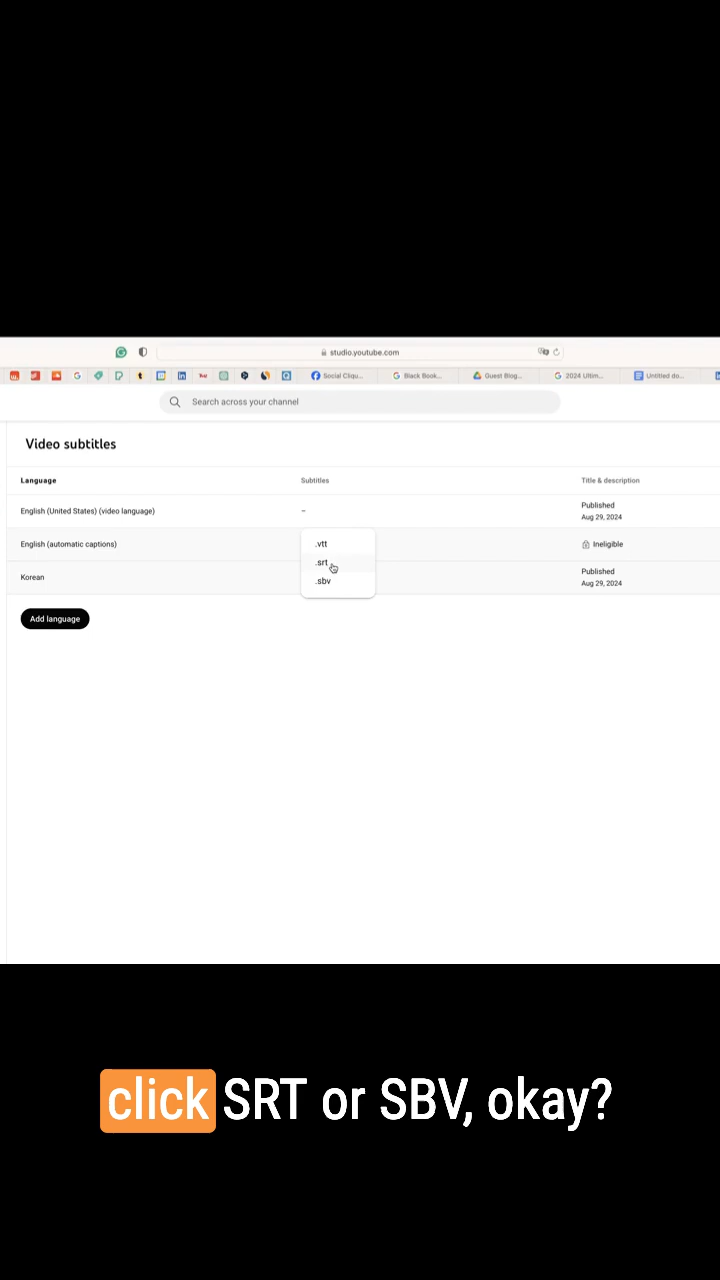 studio.youtube.com
Social Cliqu...
Black Book...
Guest Blog...
2024 Ultim...
Untitled do...
Search across your channel
Video subtitles
Language Subtitles Title & description
English (United States) (video language) – Published
Aug 29, 2024
English (automatic captions) .vtt Ineligible
.srt
Korean .sbv Published
Aug 29, 2024
Add language
click SRT or SBV, okay?